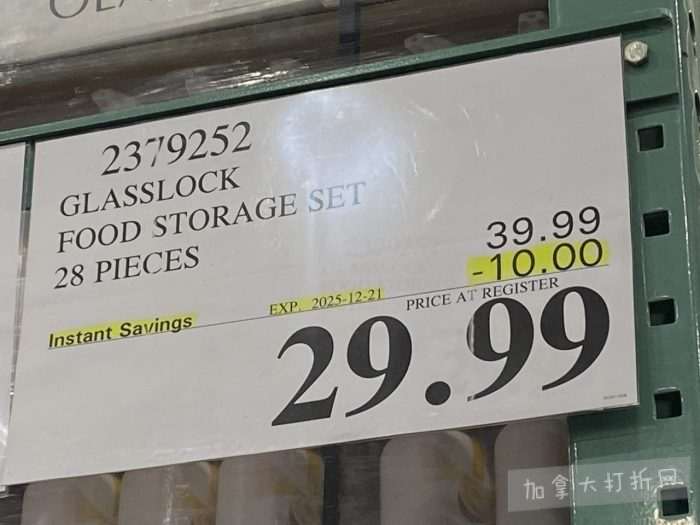 2379252
GLASSLOCK
FOOD STORAGE SET
28 PIECES
39.99
-10.00
Instant Savings
EXP. 2025-12-21
PRICE AT REGISTER
29.99
加拿大打折网